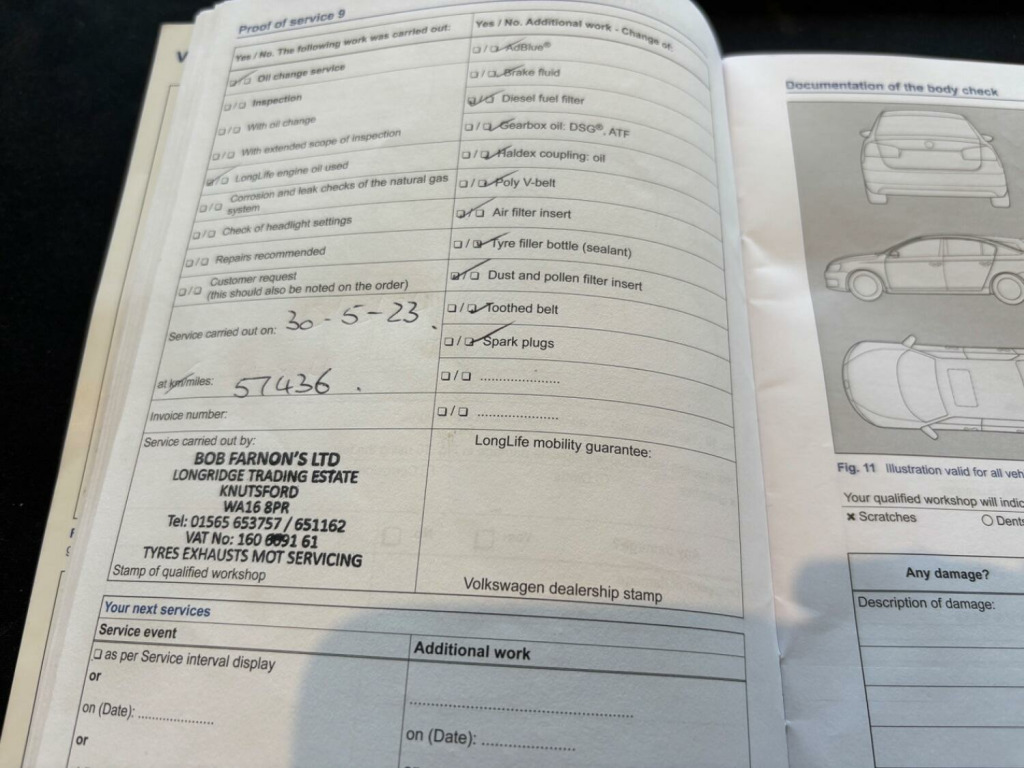 Proof of service 9
Yes / No. The following work was carried out:
☑/☐ Oil change service
☐/☐ Inspection
☐/☐ With oil change
☐/☐ With extended scope of inspection
☑/☐ LongLife engine oil used
☐/☐ Corrosion and leak checks of the natural gas
system
☐/☐ Check of headlight settings
☐/☐ Repairs recommended
☐/☐ Customer request
(this should also be noted on the order)
Service carried out on: 30-5-23.
at km/miles: 57436.
Invoice number:
Service carried out by:
BOB FARNON'S LTD
LONGRIDGE TRADING ESTATE
KNUTSFORD
WA16 8PR
Tel: 01565 653757 / 651162
VAT No: 160 91 61
TYRES EXHAUSTS MOT SERVICING
Stamp of qualified workshop
Yes / No. Additional work - Change of:
☐/☑ AdBlue®
☐/☑ Brake fluid
☑/☐ Diesel fuel filter
☐/☑ Gearbox oil: DSG®, ATF
☐/☑ Haldex coupling: oil
☐/☑ Poly V-belt
☑/☐ Air filter insert
☐/☑ Tyre filler bottle (sealant)
☑/☐ Dust and pollen filter insert
☐/☑ Toothed belt
☐/☑ Spark plugs
☐/☐ ......................
☐/☐ ......................
LongLife mobility guarantee:
Volkswagen dealership stamp
Your next services
Service event
☐ as per Service interval display
or
on (Date): ....................
or
Additional work
............................................................
on (Date): .........................
Documentation of the body check
Fig. 11 Illustration valid for all veh
Your qualified workshop will indic
× Scratches
○ Dents
Any damage?
Description of damage: